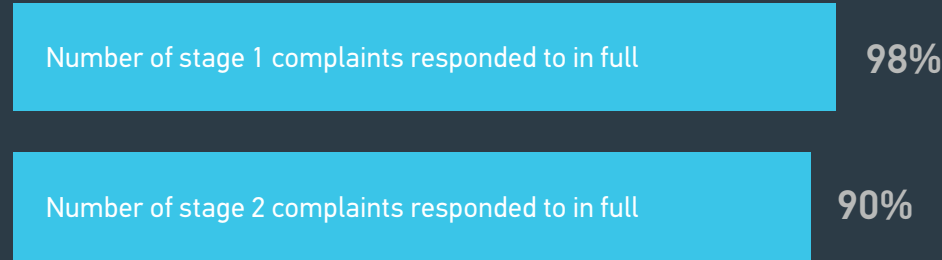 Number of stage 1 complaints responded to in full 98%
Number of stage 2 complaints responded to in full 90%